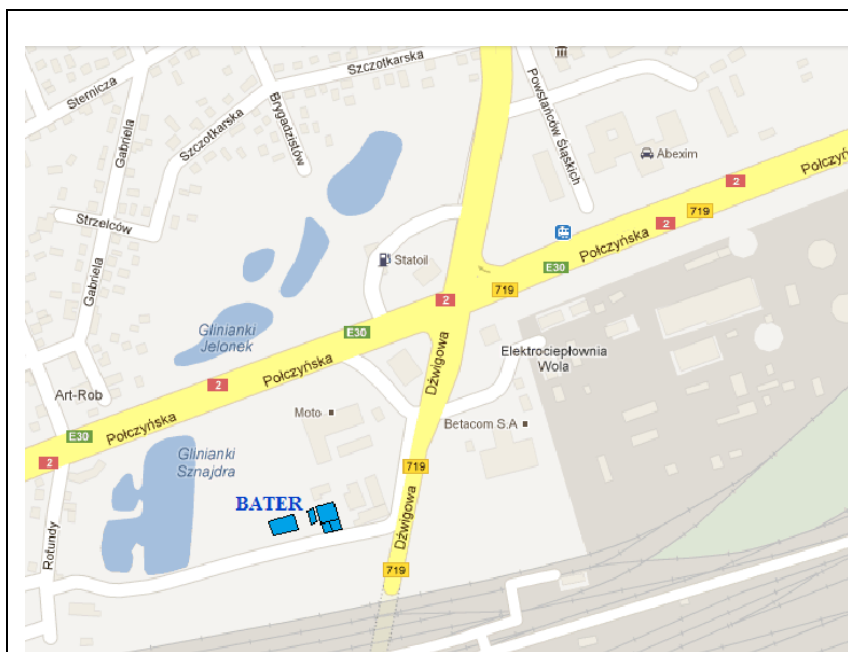 Szczotkarska
Sternicza
Brygadzistów
Powstańców Śląskich
Gabriela
Szczotkarska
Abexim
2
Połczyń
719
2
Strzelców
Połczyńska
Statoil
E30
Gabriela
719
2
E30
Glinianki
Jelonek
Elektrociepłownia
Wola
Połczyńska
Dźwigowa
2
Art-Rob
Połczyńska
Moto
Betacom S.A
E30
Glinianki
Sznajdra
2
719
BATER
Dźwigowa
Rotundy
719